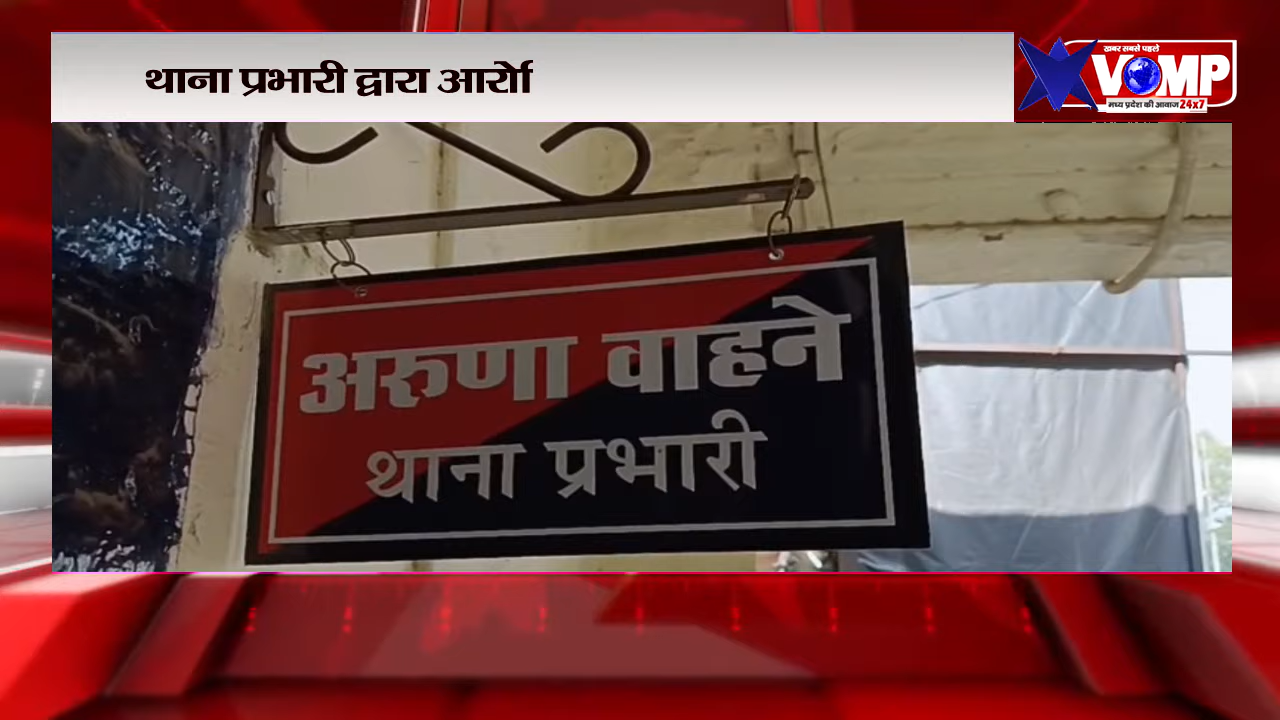 थाना प्रभारी द्वारा आर्रो
खबर सबसे पहले
VOMP
मध्य प्रदेश की आवाज 24x7
अरुणा वाहने
थाना प्रभारी